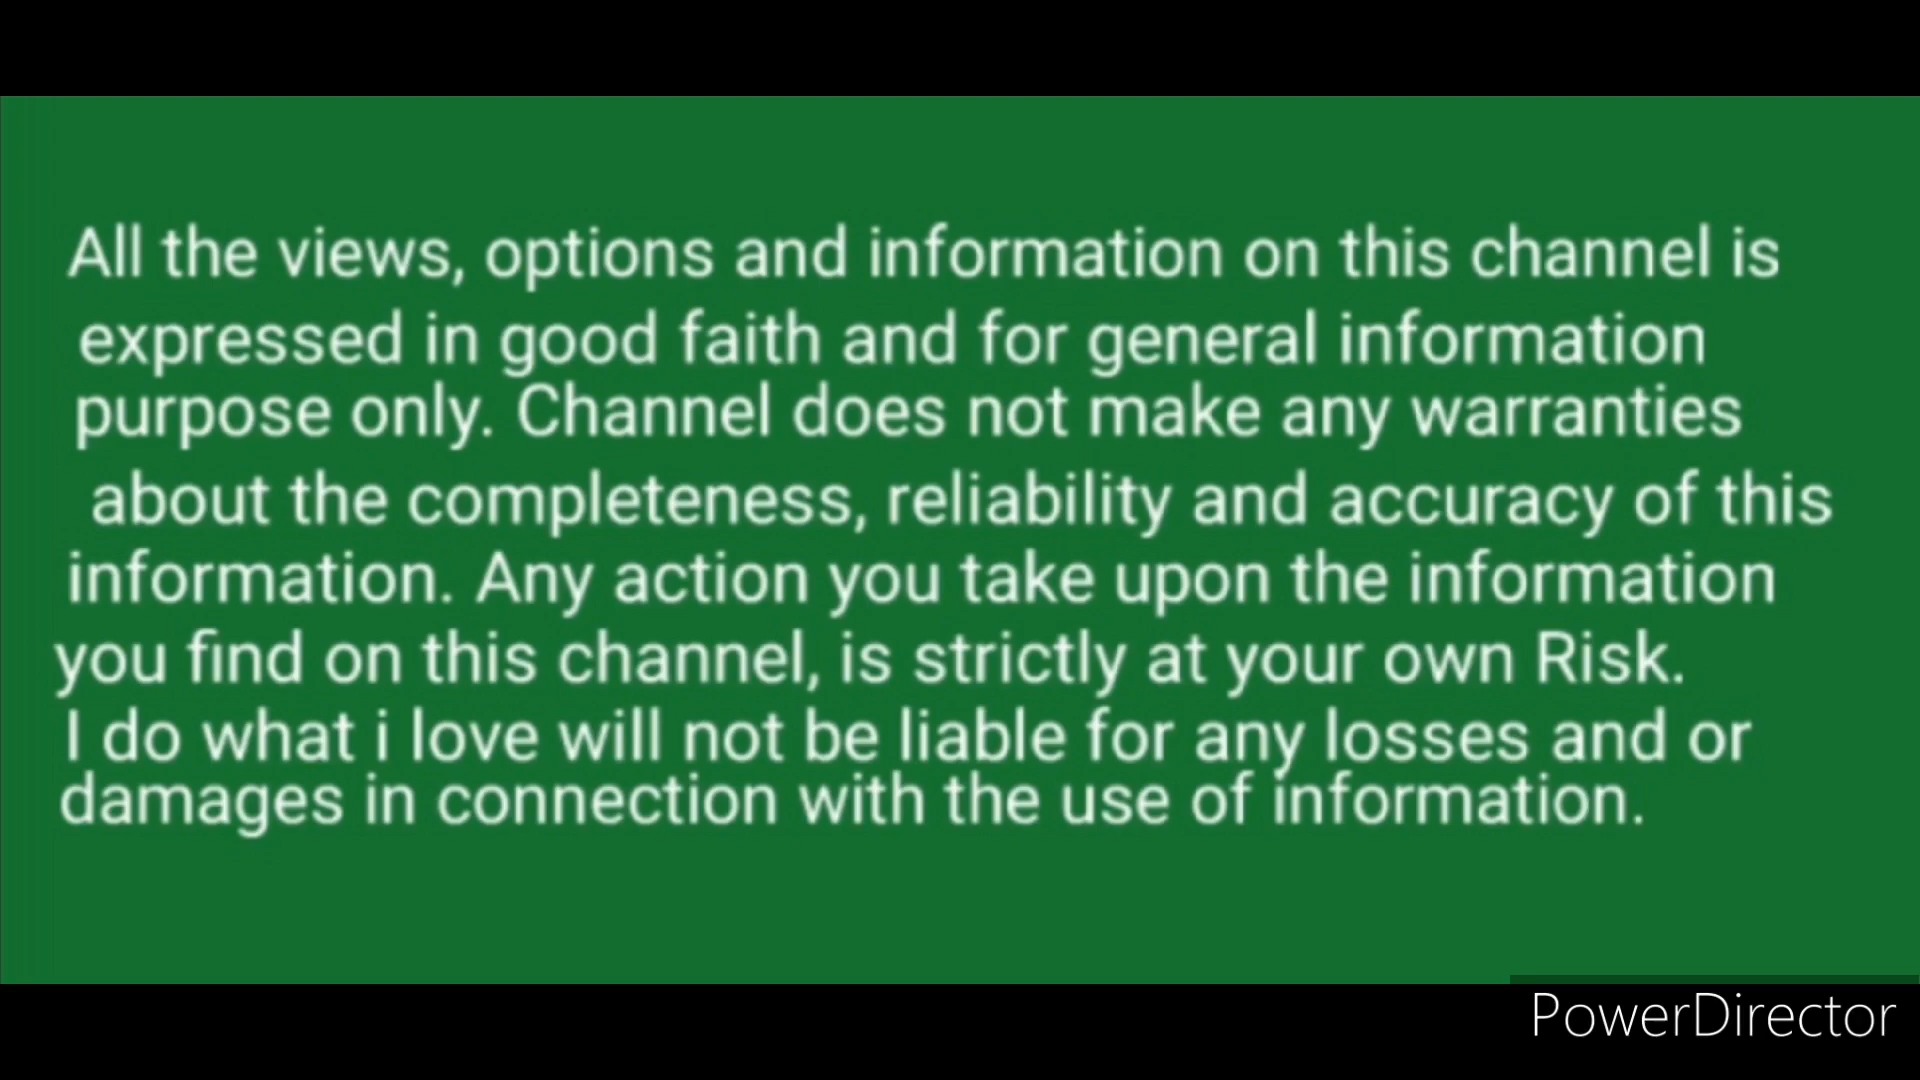 All the views, options and information on this channel is
expressed in good faith and for general information
purpose only. Channel does not make any warranties
about the completeness, reliability and accuracy of this
information. Any action you take upon the information
you find on this channel, is strictly at your own Risk.
I do what i love will not be liable for any losses and or
damages in connection with the use of information.
PowerDirector